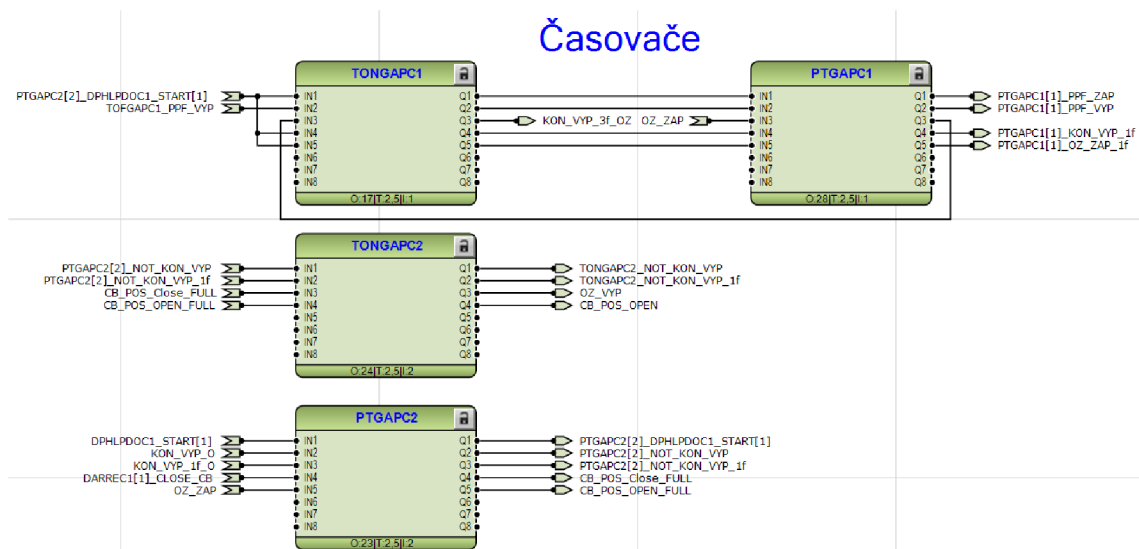 Časovače
TONGAPC1
PTGAPC2[2]_DPHLPDOC1_START[1]
TOFGAPC1_PPF_VYP
IN1 Q1
IN2 Q2
IN3 Q3
IN4 Q4
IN5 Q5
IN6 Q6
IN7 Q7
IN8 Q8
O:17|T:2,5|I:1
KON_VYP_3f_OZ OZ_ZAP
PTGAPC1
IN1 Q1
IN2 Q2
IN3 Q3
IN4 Q4
IN5 Q5
IN6 Q6
IN7 Q7
IN8 Q8
O:28|T:2,5|I:1
PTGAPC1[1]_PPF_ZAP
PTGAPC1[1]_PPF_VYP
PTGAPC1[1]_KON_VYP_1f
PTGAPC1[1]_OZ_ZAP_1f
TONGAPC2
PTGAPC2[2]_NOT_KON_VYP
PTGAPC2[2]_NOT_KON_VYP_1f
CB_POS_Close_FULL
CB_POS_OPEN_FULL
IN1 Q1
IN2 Q2
IN3 Q3
IN4 Q4
IN5 Q5
IN6 Q6
IN7 Q7
IN8 Q8
O:24|T:2,5|I:2
TONGAPC2_NOT_KON_VYP
TONGAPC2_NOT_KON_VYP_1f
OZ_VYP
CB_POS_OPEN
PTGAPC2
DPHLPDOC1_START[1]
KON_VYP_O
KON_VYP_1f_O
DARREC1[1]_CLOSE_CB
OZ_ZAP
IN1 Q1
IN2 Q2
IN3 Q3
IN4 Q4
IN5 Q5
IN6 Q6
IN7 Q7
IN8 Q8
O:23|T:2,5|I:2
PTGAPC2[2]_DPHLPDOC1_START[1]
PTGAPC2[2]_NOT_KON_VYP
PTGAPC2[2]_NOT_KON_VYP_1f
CB_POS_Close_FULL
CB_POS_OPEN_FULL